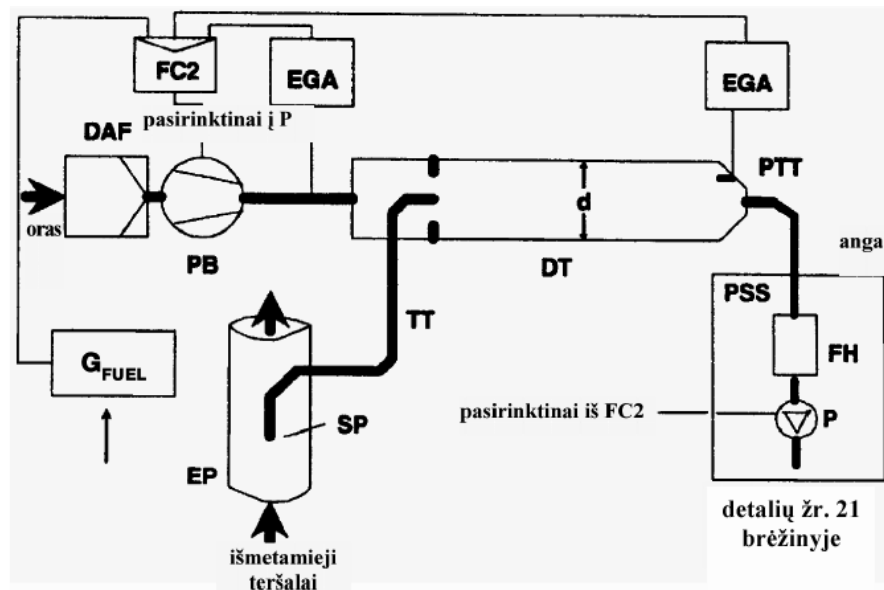 FC2
EGA
EGA
pasirinktinai į P
DAF
PTT
oras
d
anga
PB
DT
PSS
TT
G_FUEL
FH
pasirinktinai iš FC2
P
SP
EP
detalių žr. 21
brėžinyje
išmetamieji
teršalai